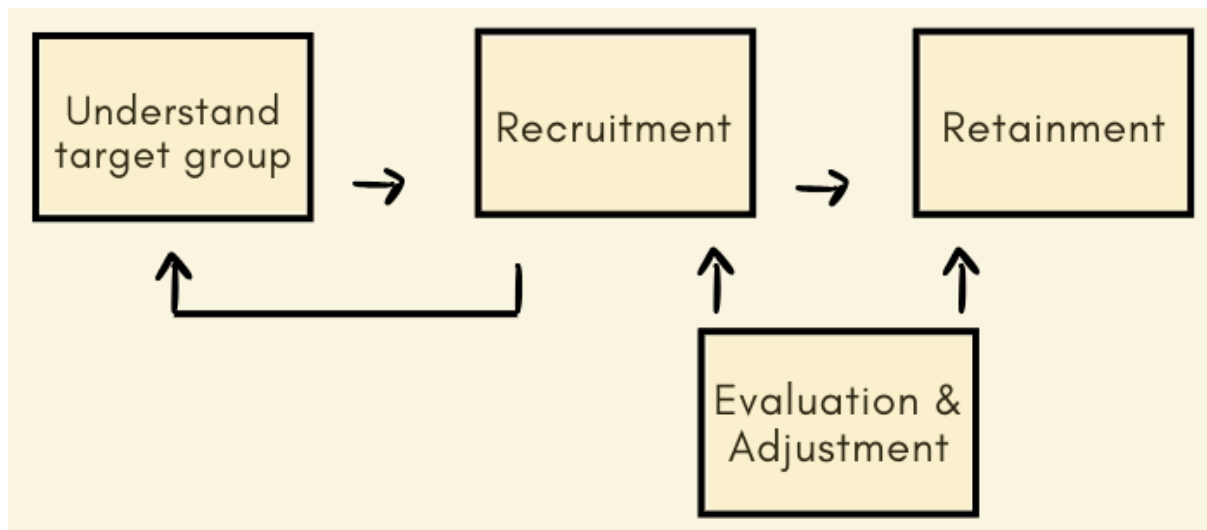 Understand
target group
Recruitment
Retainment
Evaluation &
Adjustment